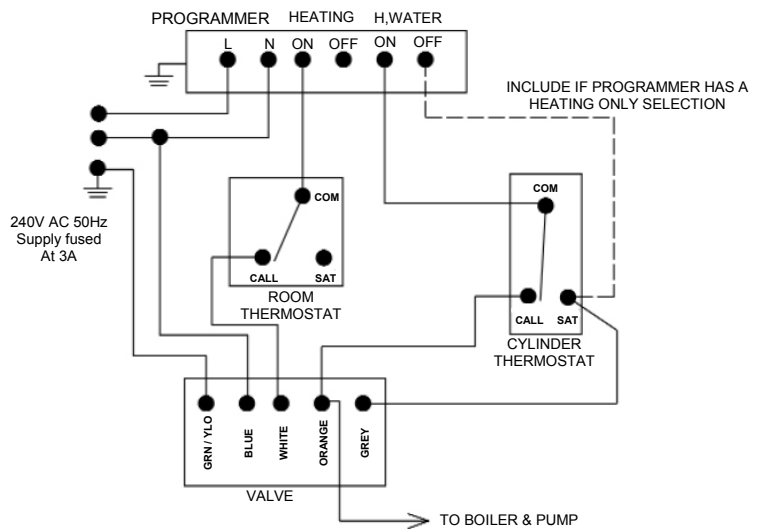 PROGRAMMER HEATING H,WATER
L N ON OFF ON OFF
INCLUDE IF PROGRAMMER HAS A
HEATING ONLY SELECTION
240V AC 50Hz
Supply fused
At 3A
COM
CALL SAT
ROOM
THERMOSTAT
COM
CALL SAT
CYLINDER
THERMOSTAT
GRN / YLO
BLUE
WHITE
ORANGE
GREY
VALVE
TO BOILER & PUMP